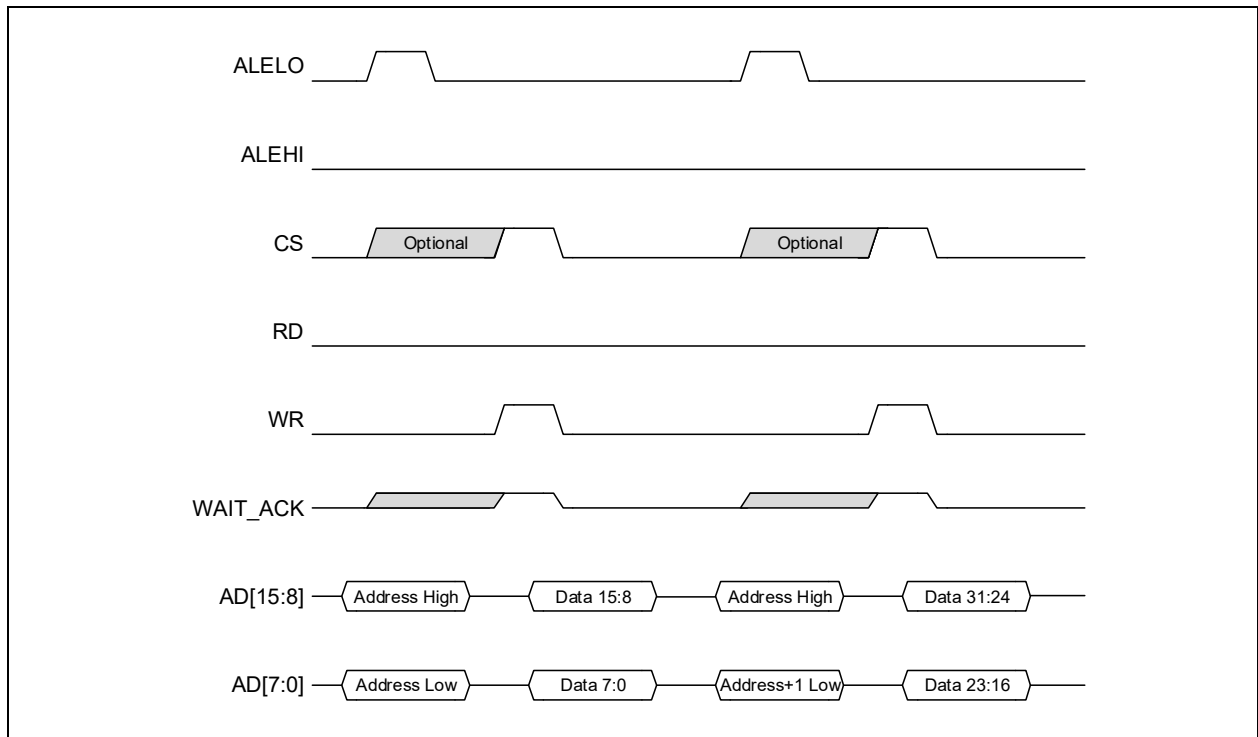 ALELO
ALEHI
CS Optional Optional
RD
WR
WAIT_ACK
AD[15:8] Address High Data 15:8 Address High Data 31:24
AD[7:0] Address Low Data 7:0 Address+1 Low Data 23:16